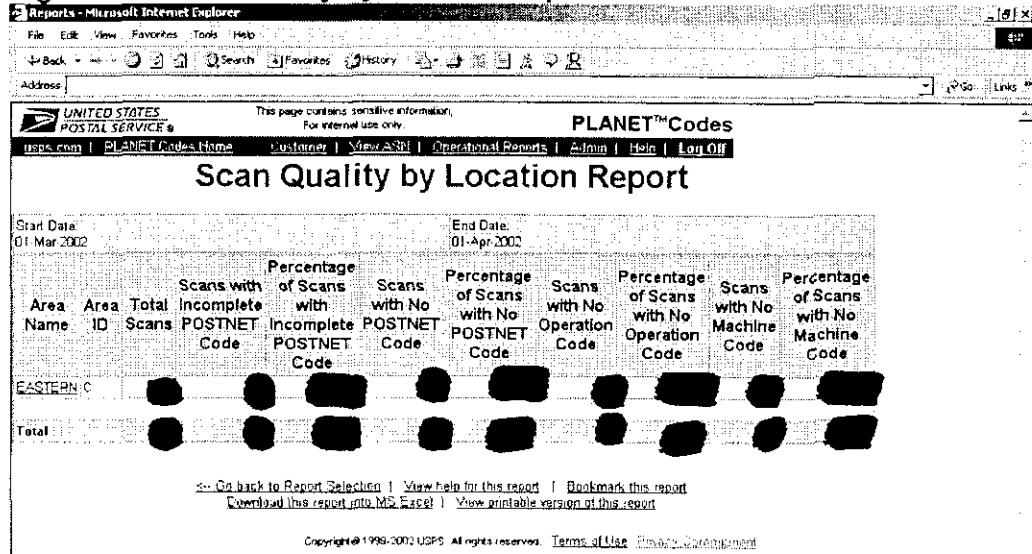 Reports - Microsoft Internet Explorer
File Edit View Favorites Tools Help
Back Search Favorites History
Address Go Links »
UNITED STATES POSTAL SERVICE ®
This page contains sensitive information, For internal use only.
PLANET™Codes
usps.com | PLANET Codes Home Customer | View ASN | Operational Reports | Admin | Help | Log Off
Scan Quality by Location Report
Start Date: 01-Mar-2002
End Date: 01-Apr-2002
Area Name
Area ID
Total Scans
Scans with Incomplete POSTNET Code
Percentage of Scans with Incomplete POSTNET Code
Scans with No POSTNET Code
Percentage of Scans with No POSTNET Code
Scans with No Operation Code
Percentage of Scans with No Operation Code
Scans with No Machine Code
Percentage of Scans with No Machine Code
EASTERN C
Total
<-- Go back to Report Selection | View help for this report | Bookmark this report
Download this report into MS Excel | View printable version of this report
Copyright © 1999-2002 USPS. All rights reserved. Terms of Use